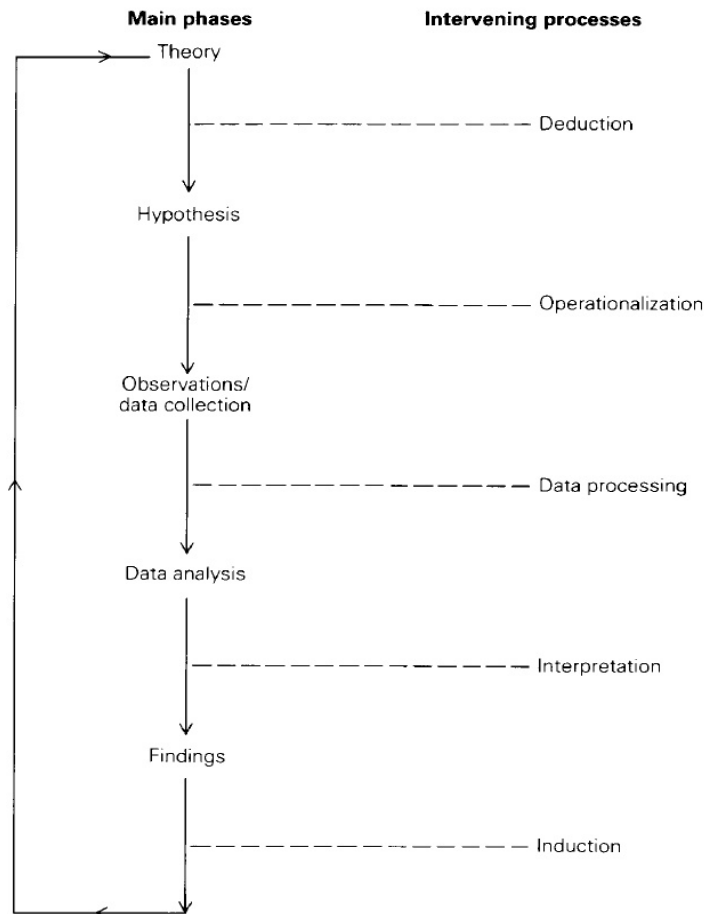 Main phases
Intervening processes
Theory
Deduction
Hypothesis
Operationalization
Observations/
data collection
Data processing
Data analysis
Interpretation
Findings
Induction